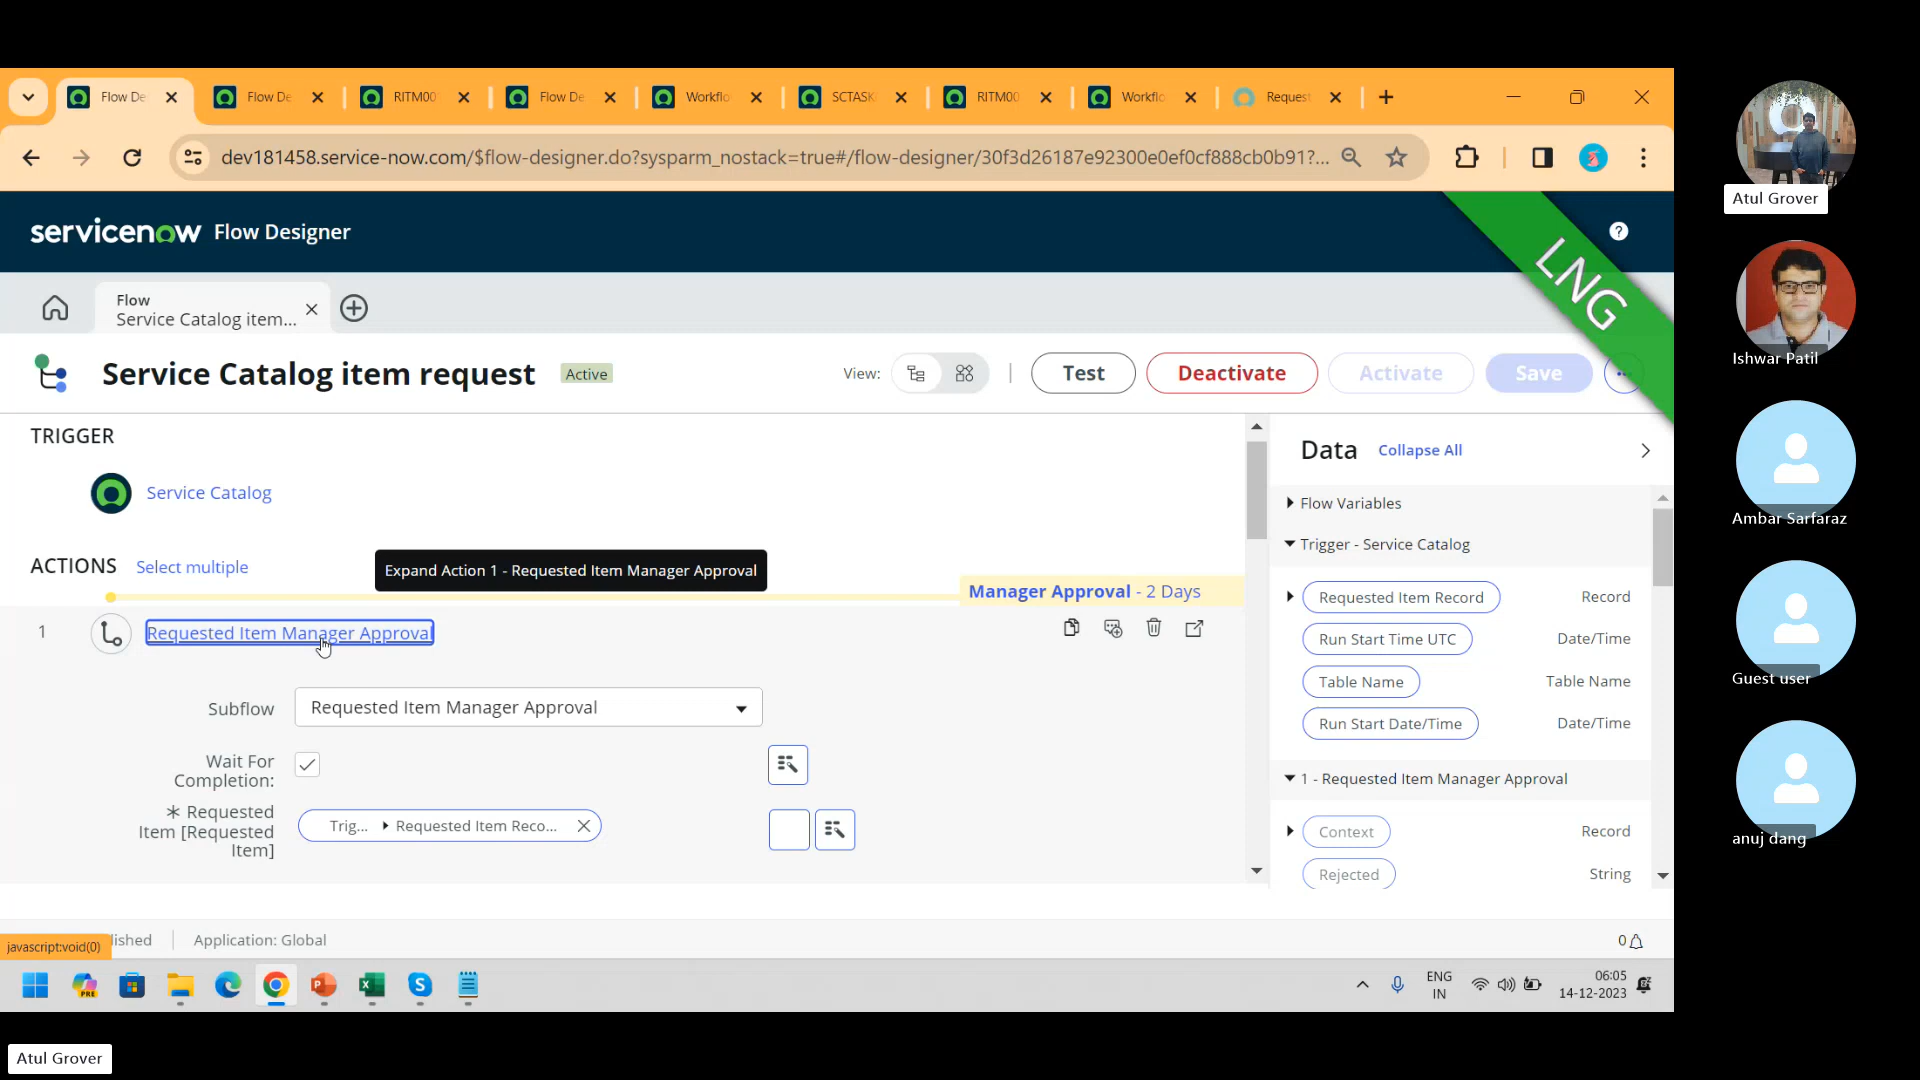 Flow De
Flow De
RITM00
Flow De
Workflo
SCTASK
RITM00
Workflo
Request
dev181458.service-now.com/$flow-designer.do?sysparm_nostack=true#/flow-designer/30f3d26187e92300e0ef0cf888cb0b91?...
servicenow Flow Designer
LNG
Flow
Service Catalog item...
Service Catalog item request
Active
View:
Test
Deactivate
Activate
Save
TRIGGER
Service Catalog
ACTIONS
Select multiple
Expand Action 1 - Requested Item Manager Approval
Manager Approval - 2 Days
1
Requested Item Manager Approval
Subflow
Requested Item Manager Approval
Wait For
Completion:
* Requested
Item [Requested
Item]
Trig...
Requested Item Reco...
Data
Collapse All
Flow Variables
Trigger - Service Catalog
Requested Item Record
Record
Run Start Time UTC
Date/Time
Table Name
Table Name
Run Start Date/Time
Date/Time
1 - Requested Item Manager Approval
Context
Record
Rejected
String
javascript:void(0)
lished
Application: Global
0
PRE
ENG
IN
06:05
14-12-2023
Atul Grover
Ishwar Patil
Ambar Sarfaraz
Guest user
anuj dang
Atul Grover